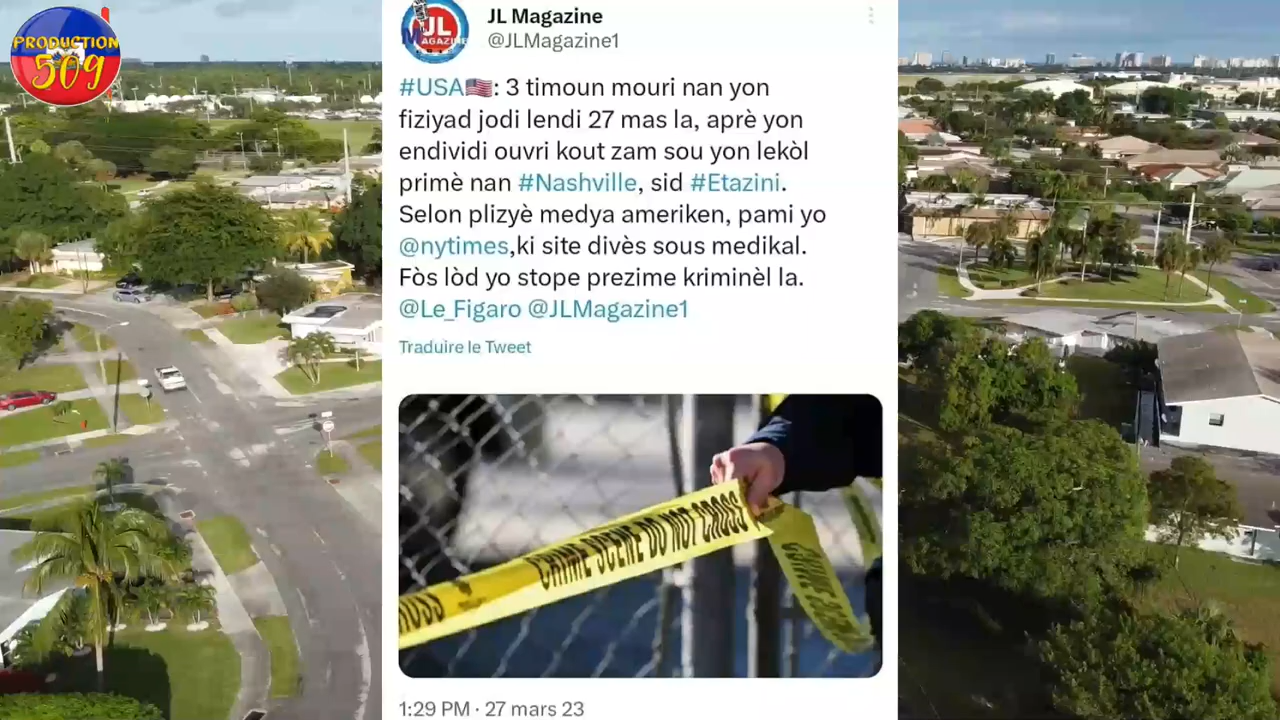 PRODUCTION
509
JL
MAGAZINE
JL Magazine
@JLMagazine1
#USA🇺🇸: 3 timoun mouri nan yon
fiziyad jodi lendi 27 mas la, aprè yon
endividi ouvri kout zam sou yon lekòl
primè nan #Nashville, sid #Etazini.
Selon plizyè medya ameriken, pami yo
@nytimes,ki site divès sous medikal.
Fòs lòd yo stope prezime kriminèl la.
@Le_Figaro @JLMagazine1
Traduire le Tweet
CRIME SCENE DO NOT CROSS
1:29 PM · 27 mars 23